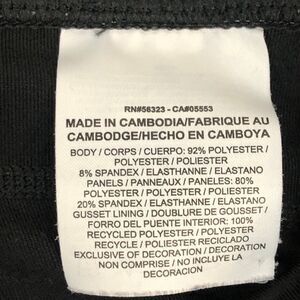 RN#56323 - CA#05553
MADE IN CAMBODIA/FABRIQUE AU
CAMBODGE/HECHO EN CAMBOYA
BODY / CORPS / CUERPO: 92% POLYESTER /
POLYESTER / POLIESTER
8% SPANDEX / ELASTHANNE / ELASTANO
PANELS / PANNEAUX / PANELES: 80%
POLYESTER / POLYESTER / POLIESTER
20% SPANDEX / ELASTHANNE / ELASTANO
GUSSET LINING / DOUBLURE DE GOUSSET /
FORRO DEL PUENTE INTERIOR: 100%
RECYCLED POLYESTER / POLYESTER
RECYCLE / POLIESTER RECICLADO
EXCLUSIVE OF DECORATION / DECORATION
NON COMPRISE / NO INCLUYE LA
DECORACION